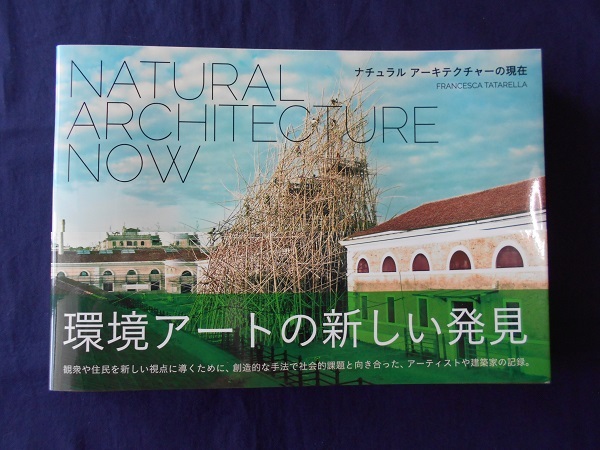 NATURAL
ARCHITECTURE
NOW
ナチュラル アーキテクチャーの現在
FRANCESCA TATARELLA
環境アートの新しい発見
観衆や住民を新しい視点に導くために、創造的な手法で社会的課題と向き合った、アーティストや建築家の記録。